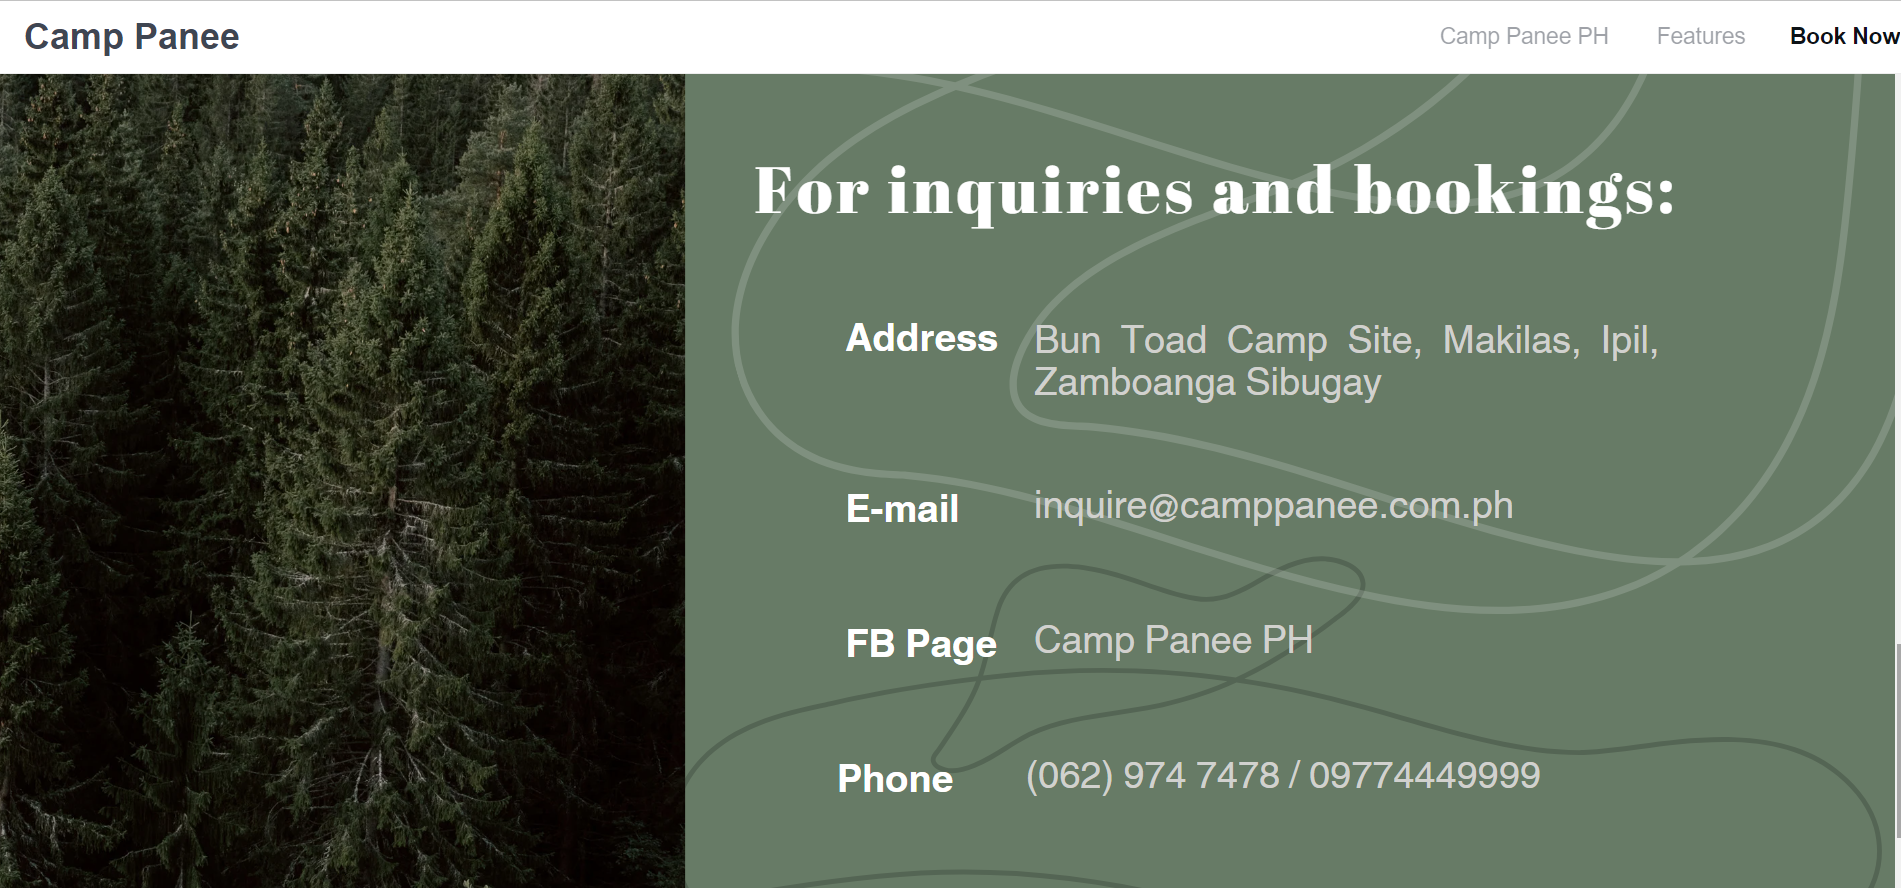 Camp Panee
Camp Panee PH
Features
Book Now
For inquiries and bookings:
Address
Bun Toad Camp Site, Makilas, Ipil,
Zamboanga Sibugay
E-mail
inquire@camppanee.com.ph
FB Page
Camp Panee PH
Phone
(062) 974 7478 / 09774449999